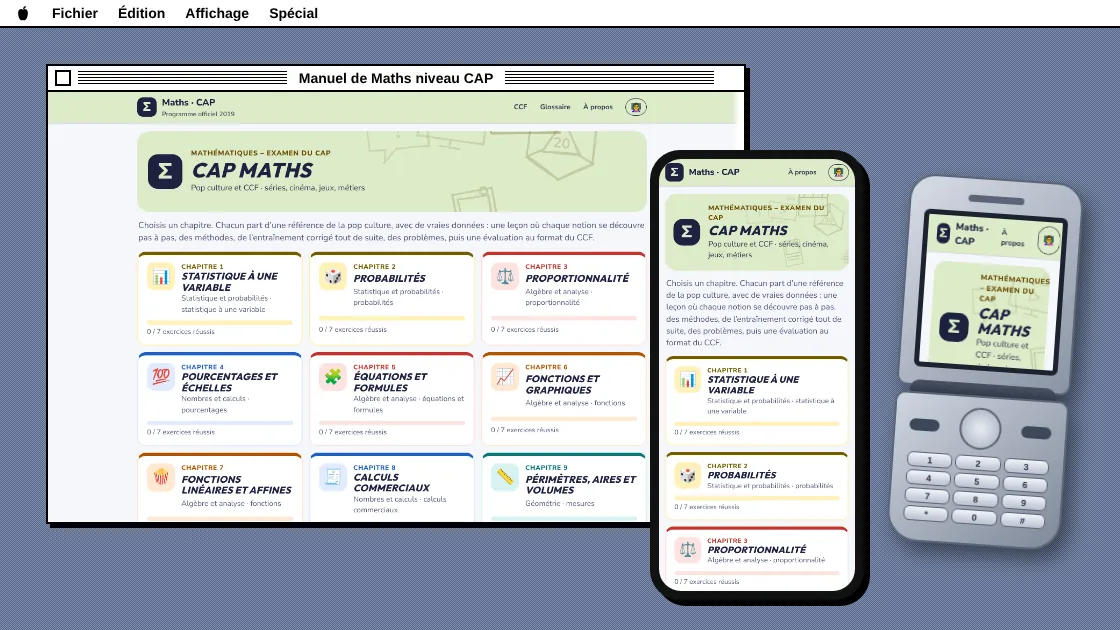 Fichier Édition Affichage Spécial
Manuel de Maths niveau CAP
Σ Maths · CAP
Programme officiel 2019
CCF Glossaire À propos
MATHÉMATIQUES – EXAMEN DU CAP
Σ CAP MATHS
Pop culture et CCF · séries, cinéma, jeux, métiers
20
Choisis un chapitre. Chacun part d'une référence de la pop culture, avec de vraies données : une leçon où chaque notion se découvre
pas à pas, des méthodes, de l'entraînement corrigé tout de suite, des problèmes, puis une évaluation au format du CCF.
CHAPITRE 1
STATISTIQUE À UNE
VARIABLE
Statistique et probabilités ·
statistique à une variable
0 / 7 exercices réussis
CHAPITRE 2
PROBABILITÉS
Statistique et probabilités ·
probabilités
0 / 7 exercices réussis
CHAPITRE 3
PROPORTIONNALITÉ
Algèbre et analyse ·
proportionnalité
0 / 7 exercices réussis
CHAPITRE 4
POURCENTAGES ET
ÉCHELLES
Nombres et calculs ·
pourcentages
0 / 7 exercices réussis
100
CHAPITRE 5
ÉQUATIONS ET
FORMULES
Algèbre et analyse · équations et
formules
0 / 7 exercices réussis
CHAPITRE 6
FONCTIONS ET
GRAPHIQUES
Algèbre et analyse · fonctions
0 / 7 exercices réussis
CHAPITRE 7
FONCTIONS
LINÉAIRES ET AFFINES
Algèbre et analyse · fonctions
CHAPITRE 8
CALCULS
COMMERCIAUX
Nombres et calculs · calculs
commerciaux
CHAPITRE 9
PÉRIMÈTRES, AIRES ET
VOLUMES
Géométrie · mesures
Σ Maths · CAP À propos
MATHÉMATIQUES – EXAMEN DU
CAP
Σ CAP MATHS
Pop culture et CCF · séries, cinéma,
jeux, métiers
Choisis un chapitre. Chacun part d'une référence
de la pop culture, avec de vraies données : une
leçon où chaque notion se découvre pas à pas,
des méthodes, de l'entraînement corrigé tout de
suite, des problèmes, puis une évaluation au
format du CCF.
CHAPITRE 1
STATISTIQUE À UNE
VARIABLE
Statistique et probabilités · statistique à
une variable
0 / 7 exercices réussis
CHAPITRE 2
PROBABILITÉS
Statistique et probabilités · probabilités
0 / 7 exercices réussis
CHAPITRE 3
PROPORTIONNALITÉ
Algèbre et analyse · proportionnalité
0 / 7 exercices réussis
Σ Maths · À
CAP propos
MATHÉMATIQUES
– EXAMEN DU
CAP
CAP
Σ MATHS
Pop culture et
CCF · séries,
1 2 3
4 5 6
7 8 9
* 0 #